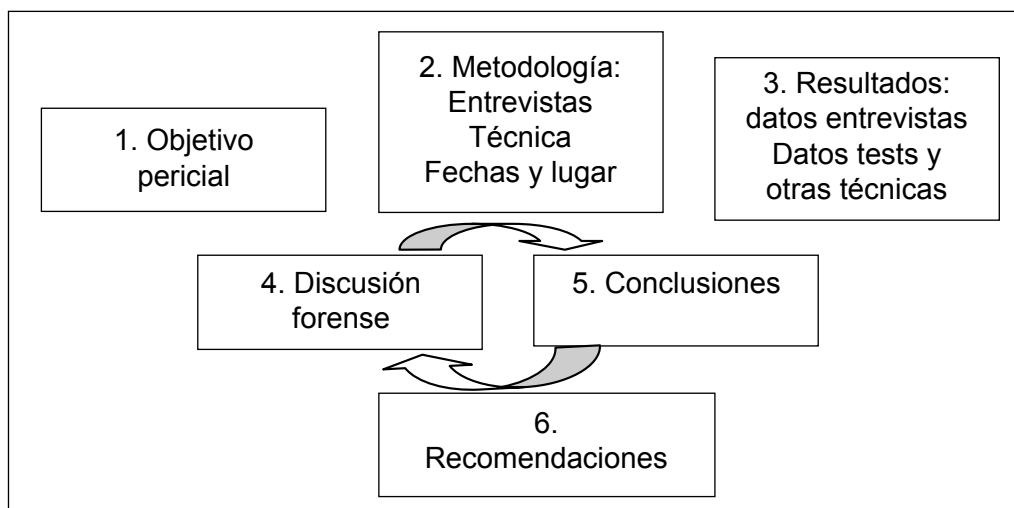 1. Objetivo
pericial
2. Metodología:
Entrevistas
Técnica
Fechas y lugar
3. Resultados:
datos entrevistas
Datos tests y
otras técnicas
4. Discusión
forense
5. Conclusiones
6.
Recomendaciones